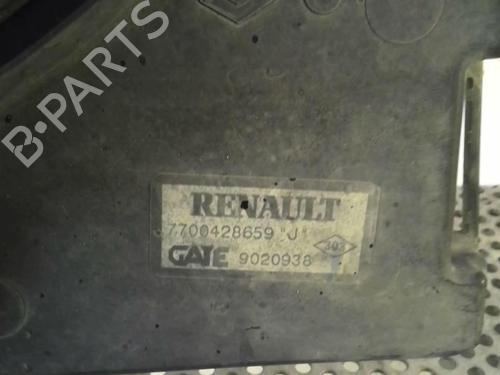 B-PARTS
RENAULT
7700428659 "J"
GATE 9020938